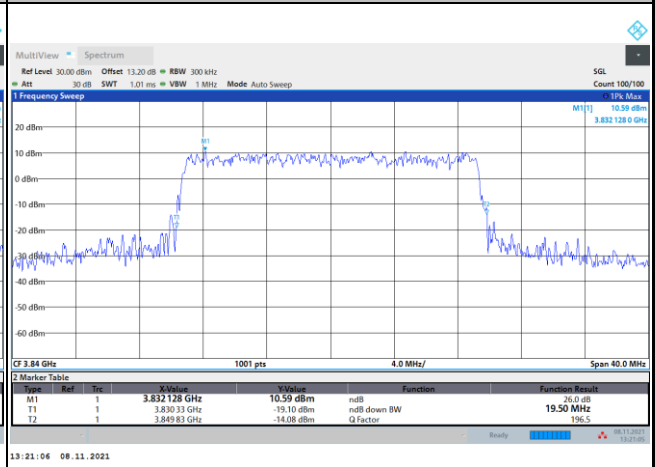 MultiView Spectrum
Ref Level 30.00 dBm Offset 13.20 dB RBW 300 kHz SGL
Att 30 dB SWT 1.01 ms VBW 1 MHz Mode Auto Sweep Count 100/100
1 Frequency Sweep 1Pk Max
M1[1] 10.59 dBm
3.832 128 0 GHz
20 dBm
M1
10 dBm
0 dBm
-10 dBm
T1 T2
-20 dBm
-30 dBm
-40 dBm
-50 dBm
-60 dBm
CF 3.84 GHz 1001 pts 4.0 MHz/ Span 40.0 MHz
2 Marker Table
Type Ref Trc X-Value Y-Value Function Function Result
M1 1 3.832 128 GHz 10.59 dBm ndB 26.0 dB
T1 1 3.830 33 GHz -19.10 dBm ndB down BW 19.50 MHz
T2 1 3.849 83 GHz -14.08 dBm Q Factor 196.5
Ready 08.11.2021
13:21:05
13:21:06 08.11.2021